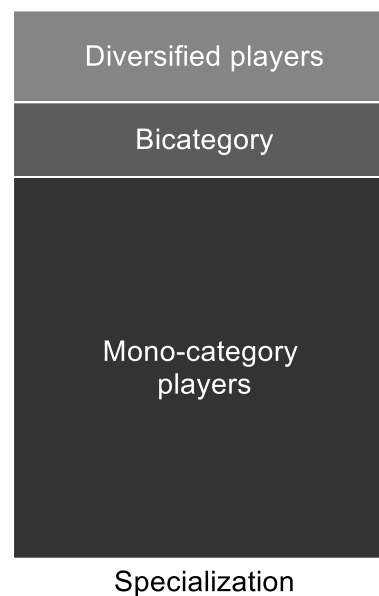 Diversified players
Bicategory
Mono-category
players
Specialization